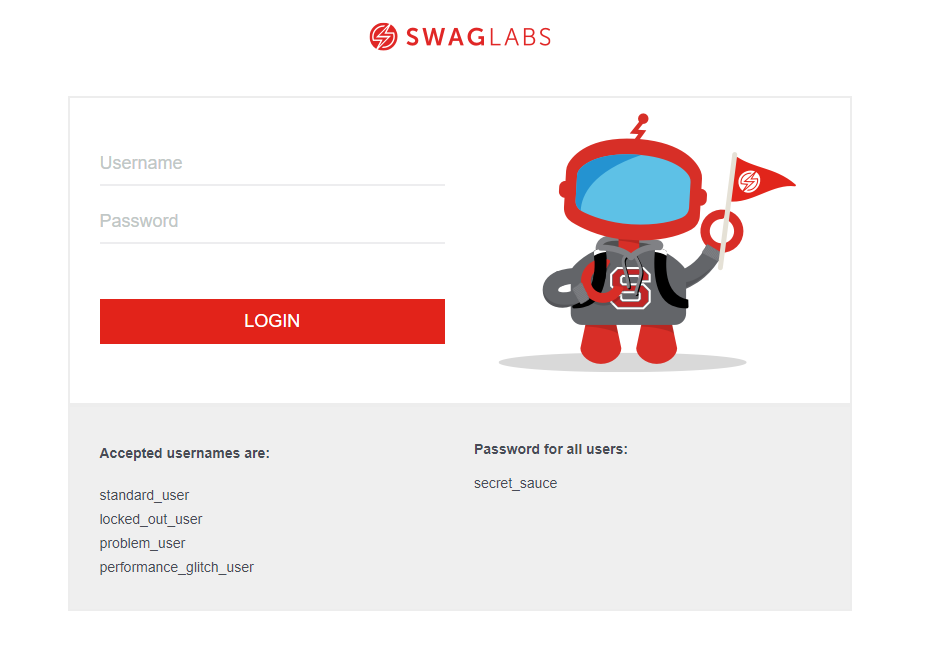 SWAGLABS
Username
Password
LOGIN
S
Accepted usernames are:
standard_user
locked_out_user
problem_user
performance_glitch_user
Password for all users:
secret_sauce